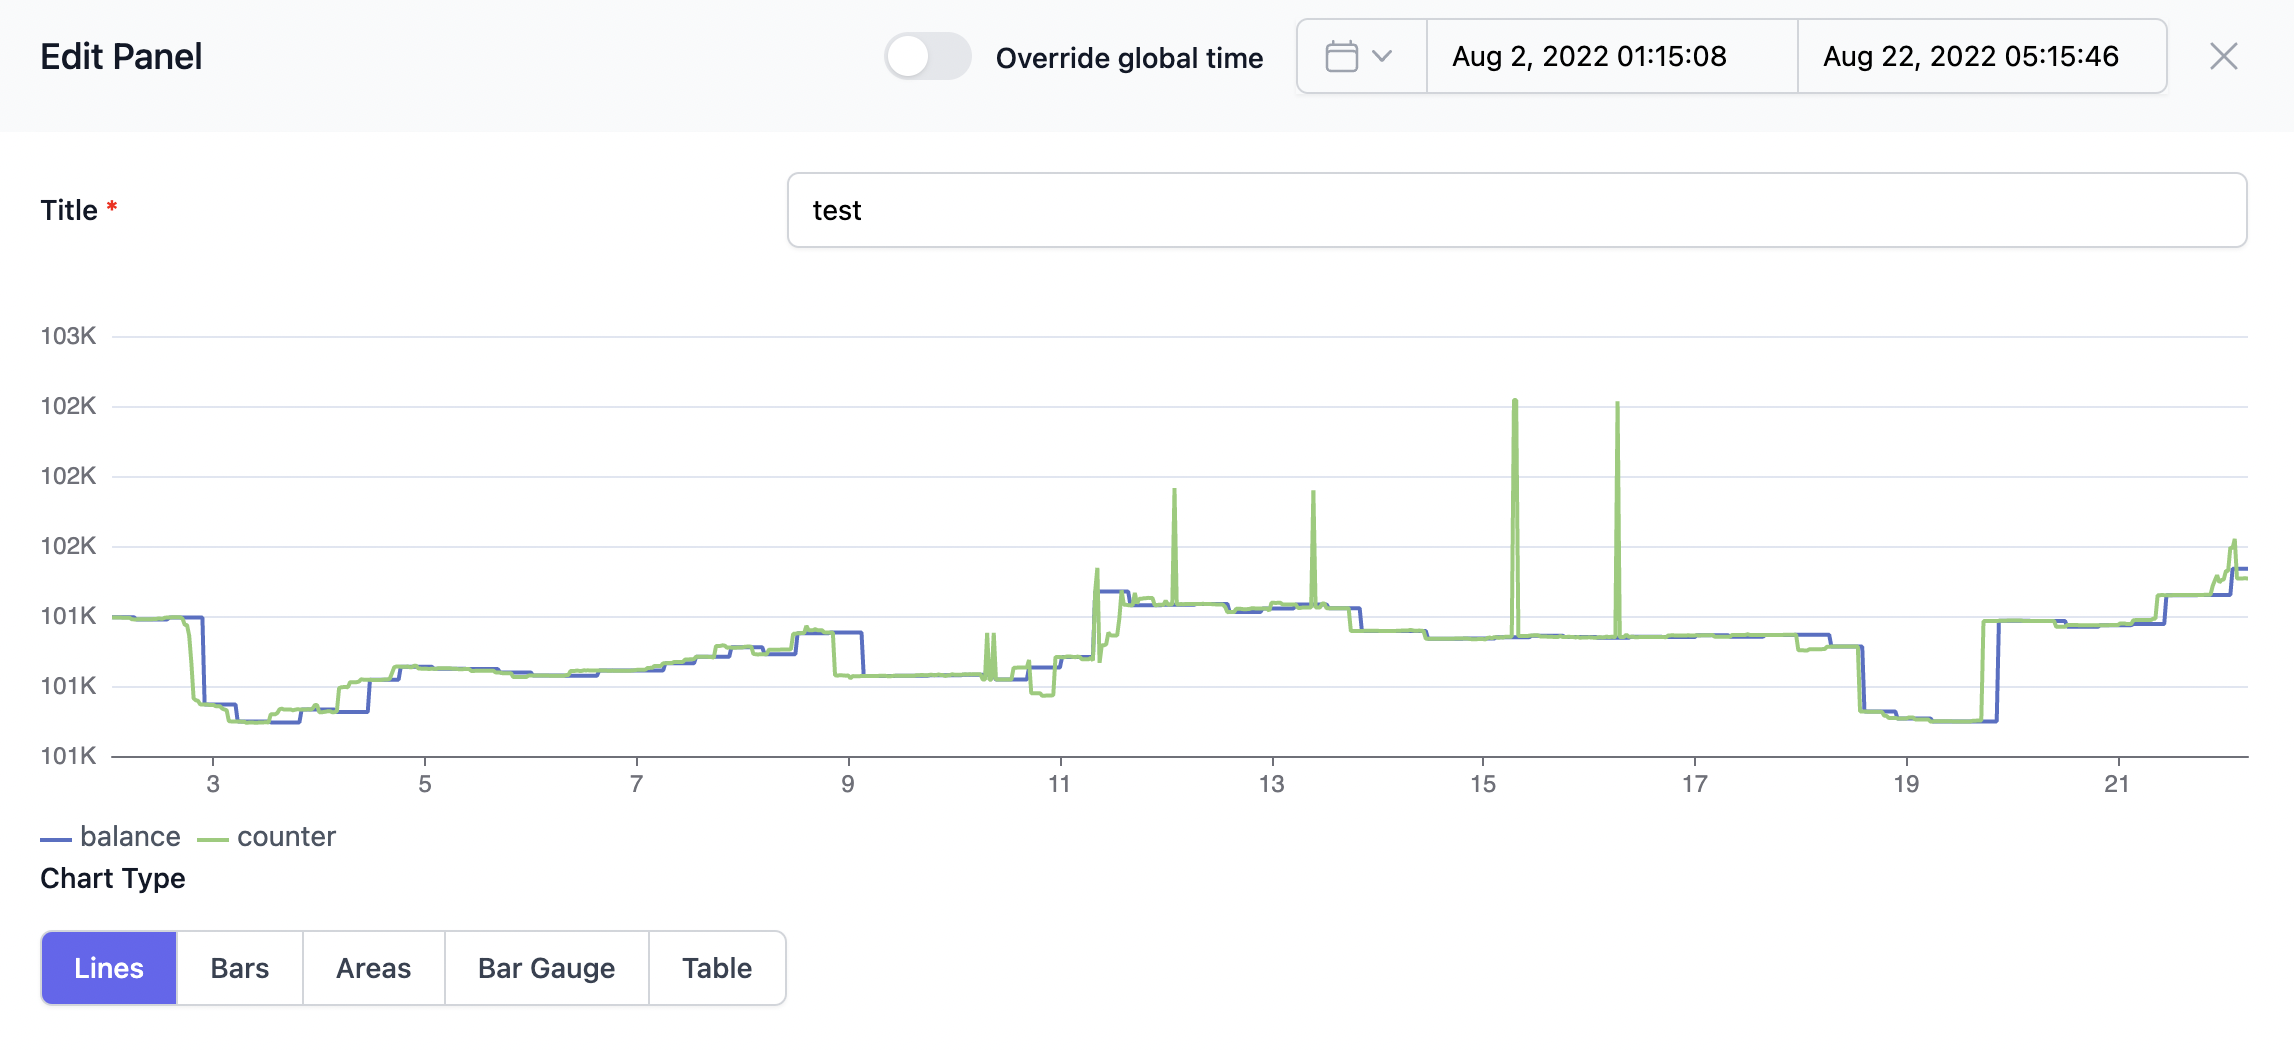 Edit Panel
Override global time
Aug 2, 2022 01:15:08
Aug 22, 2022 05:15:46
Title *
test
103K
102K
102K
102K
101K
101K
101K
3 5 7 9 11 13 15 17 19 21
balance counter
Chart Type
Lines Bars Areas Bar Gauge Table